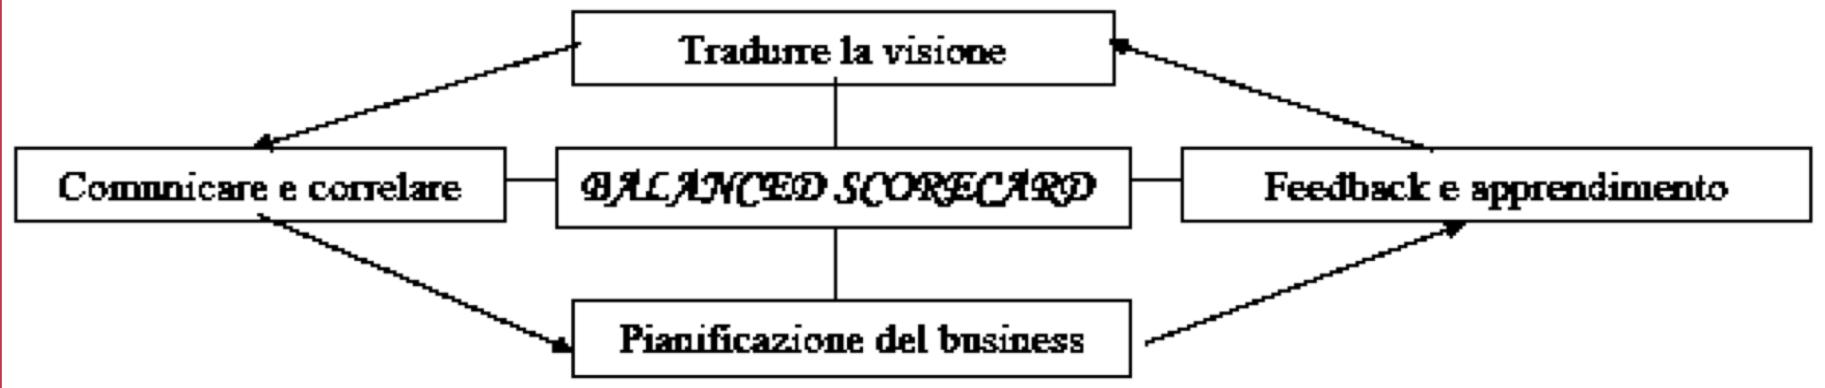 Tradurre la visione
Comunicare e correlare
BALANCED SCORECARD
Feedback e apprendimento
Pianificazione del business